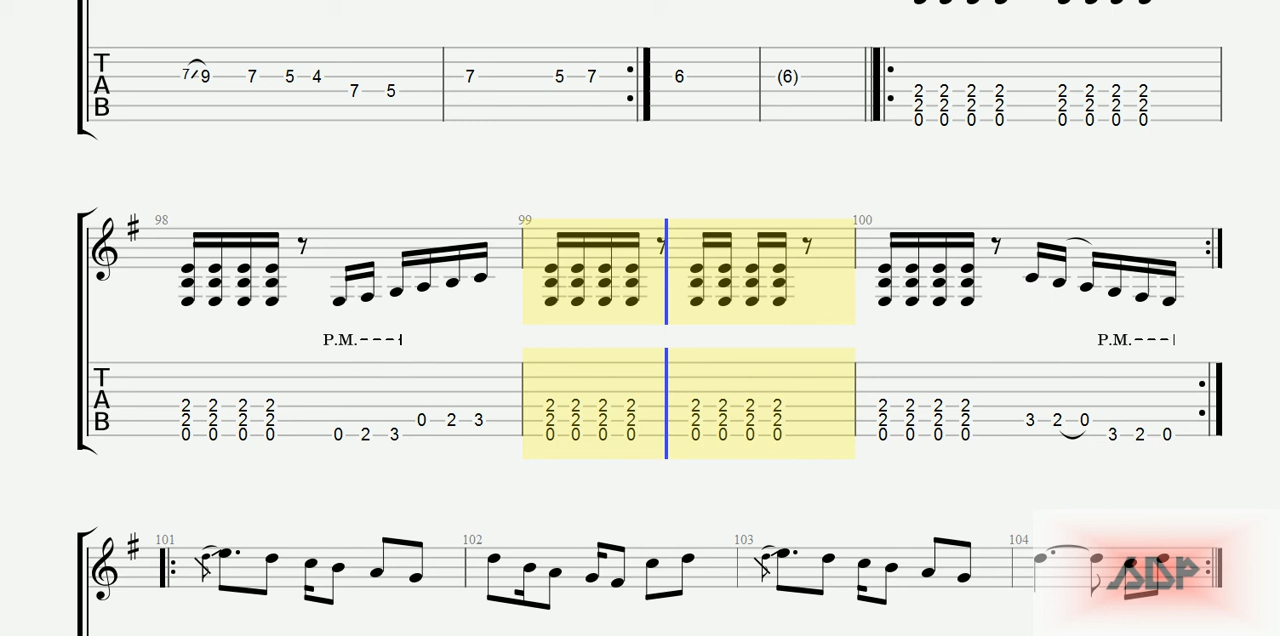 T 7 9 7 5 4 7 5 7 5 7 6 (6) 2 2 2 2 2 2 2 2
A 2 2 2 2 2 2 2 2
B 0 0 0 0 0 0 0 0
98 99 100
P.M. P.M.
T
A 2 2 2 2 2 2 2 2 2 2 2 2 2 2 2 2
B 2 2 2 2 0 2 3 2 2 2 2 2 2 2 2 2 2 2 2 3 2 0
0 0 0 0 0 2 3 0 0 0 0 0 0 0 0 0 0 0 0 3 2 0
101 102 103 104
ADP